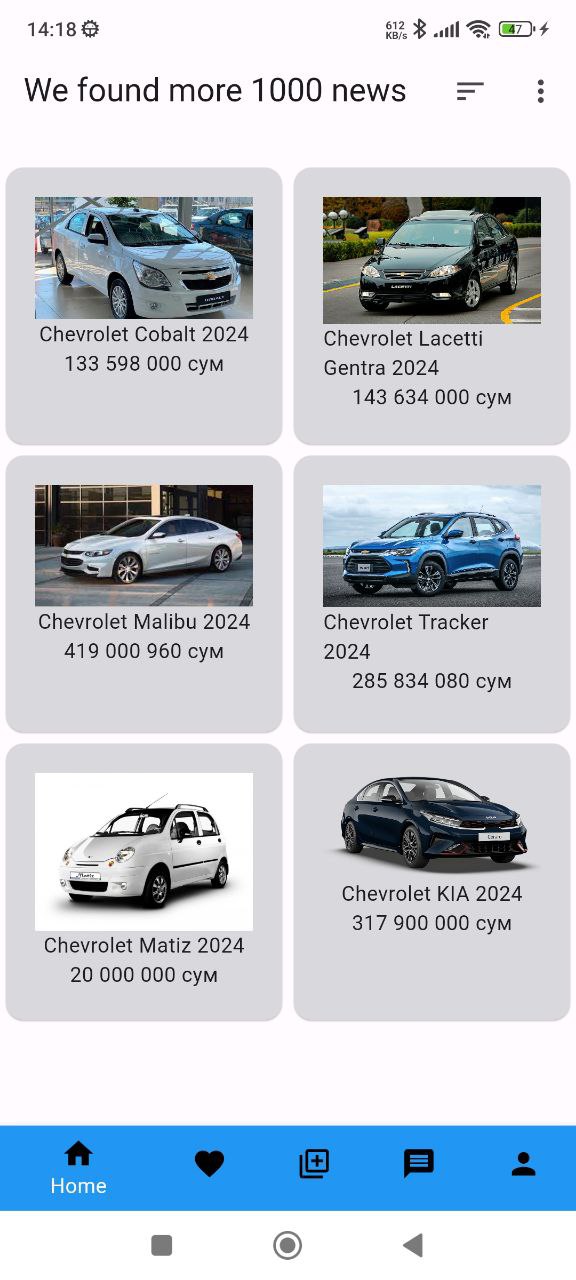 14:18
612
KB/s
47
We found more 1000 news
Chevrolet Cobalt 2024
133 598 000 сум
Chevrolet Lacetti
Gentra 2024
143 634 000 сум
Chevrolet Malibu 2024
419 000 960 сум
Chevrolet Tracker
2024
285 834 080 сум
Chevrolet Matiz 2024
20 000 000 сум
Chevrolet KIA 2024
317 900 000 сум
Home